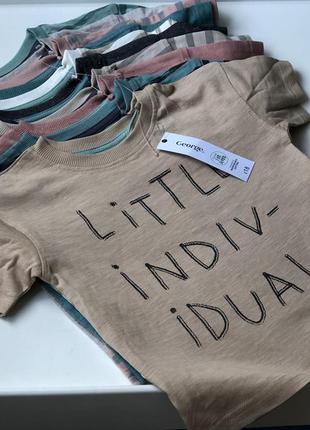 George.
LiTTLE
iNDiV-
iDUAL